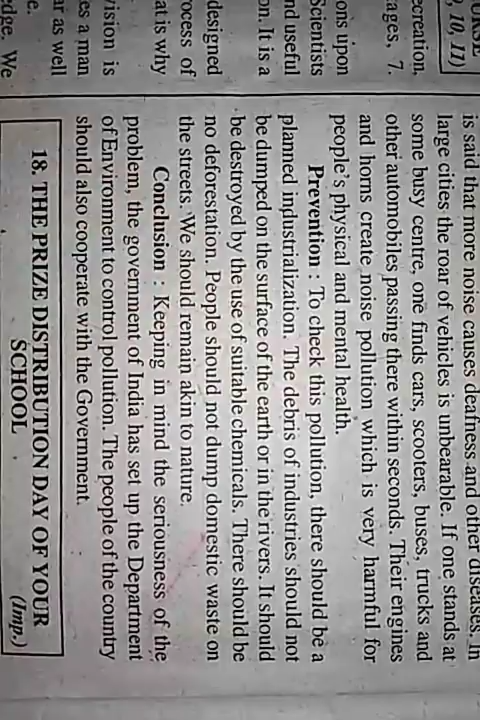 URSE
, 10, 11)
ecreation,
ages, 7.
ons upon
Scientists
nd useful
on. It is a
designed
rocess of
at is why
vision is
es a man
ar as well
e.
edge. We
is said that more noise causes deafness and other diseases. In
large cities the roar of vehicles is unbearable. If one stands at
some busy centre, one finds cars, scooters, buses, trucks and
other automobiles passing there within seconds. Their engines
and horns create noise pollution which is very harmful for
people's physical and mental health.
Prevention : To check this pollution, there should be a
planned industrialization. The debris of industries should not
be dumped on the surface of the earth or in the rivers. It should
be destroyed by the use of suitable chemicals. There should be
no deforestation. People should not dump domestic waste on
the streets. We should remain akin to nature.
Conclusion : Keeping in mind the seriousness of the
problem, the government of India has set up the Department
of Environment to control pollution. The people of the country
should also cooperate with the Government.
18. THE PRIZE DISTRIBUTION DAY OF YOUR
SCHOOL (Imp.)